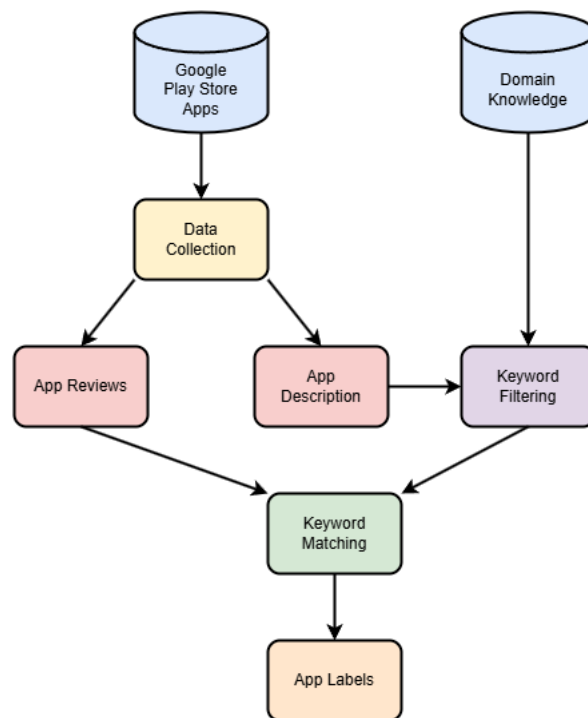 Google
Play Store
Apps
Domain
Knowledge
Data
Collection
App Reviews
App
Description
Keyword
Filtering
Keyword
Matching
App Labels